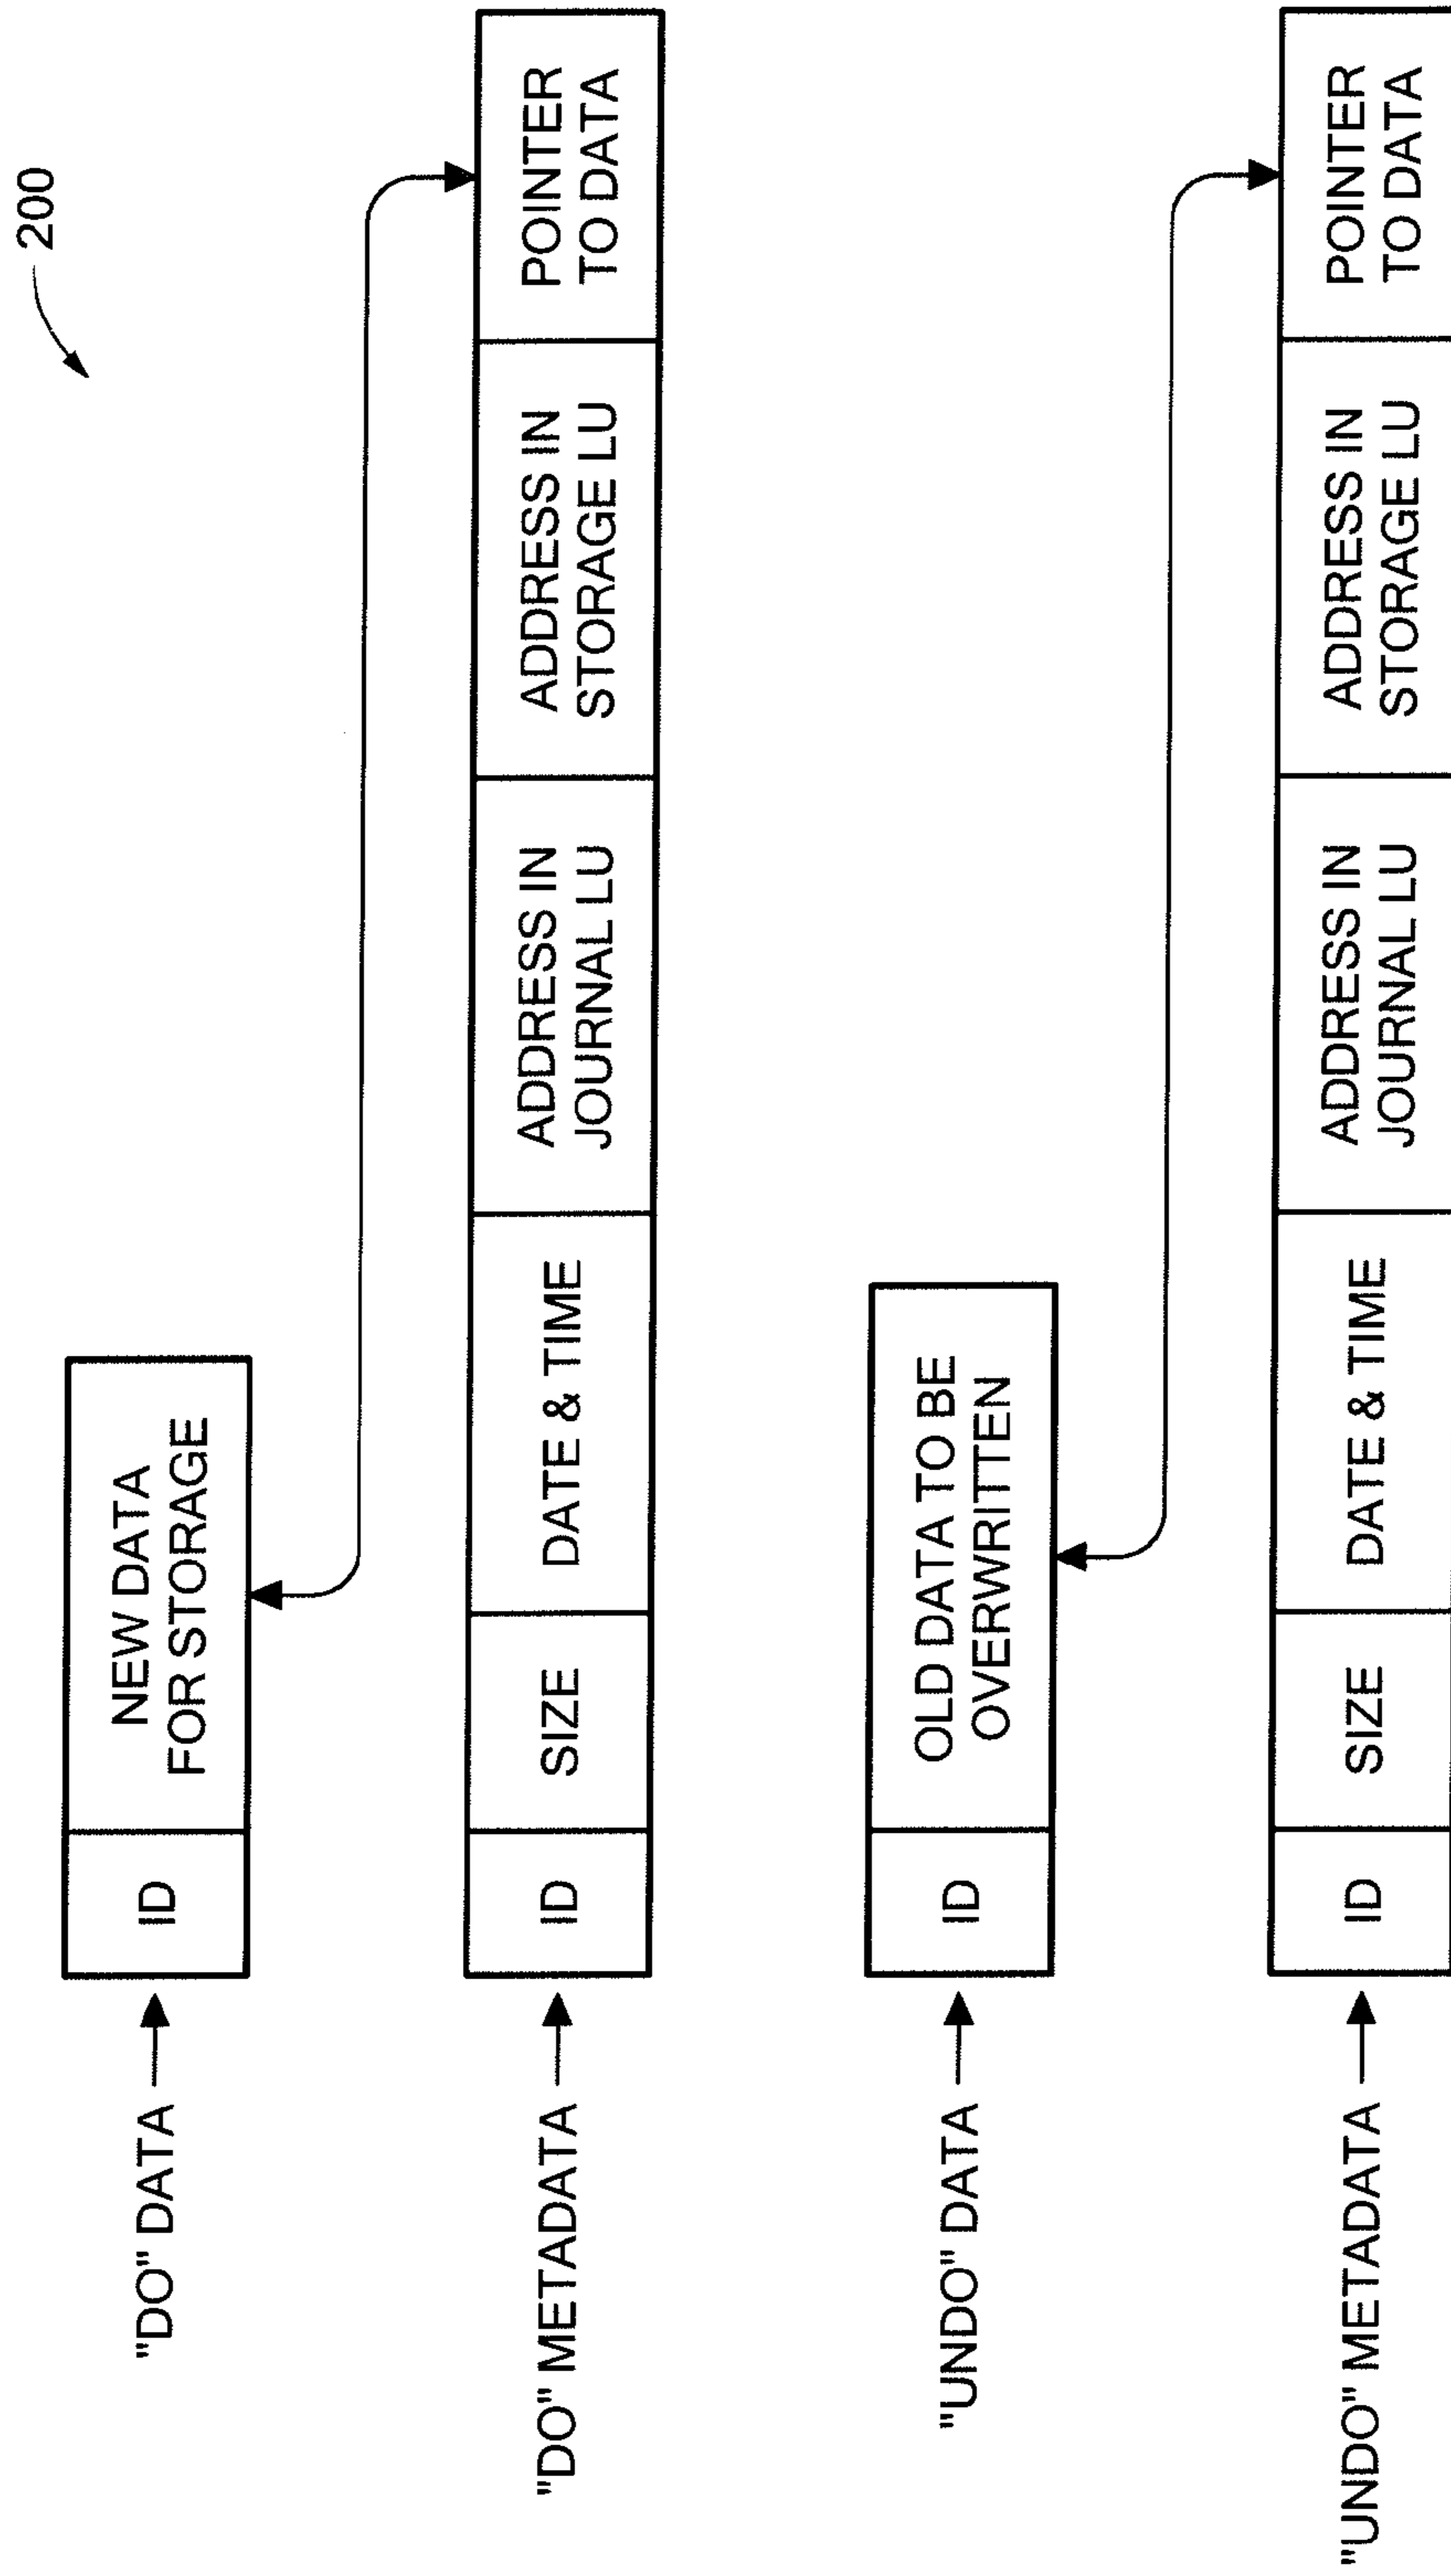 200
"DO" DATA
ID
NEW DATA
FOR STORAGE
"DO" METADATA
ID
SIZE
DATE & TIME
ADDRESS IN
JOURNAL LU
ADDRESS IN
STORAGE LU
POINTER
TO DATA
"UNDO" DATA
ID
OLD DATA TO BE
OVERWRITTEN
"UNDO" METADATA
ID
SIZE
DATE & TIME
ADDRESS IN
JOURNAL LU
ADDRESS IN
STORAGE LU
POINTER
TO DATA